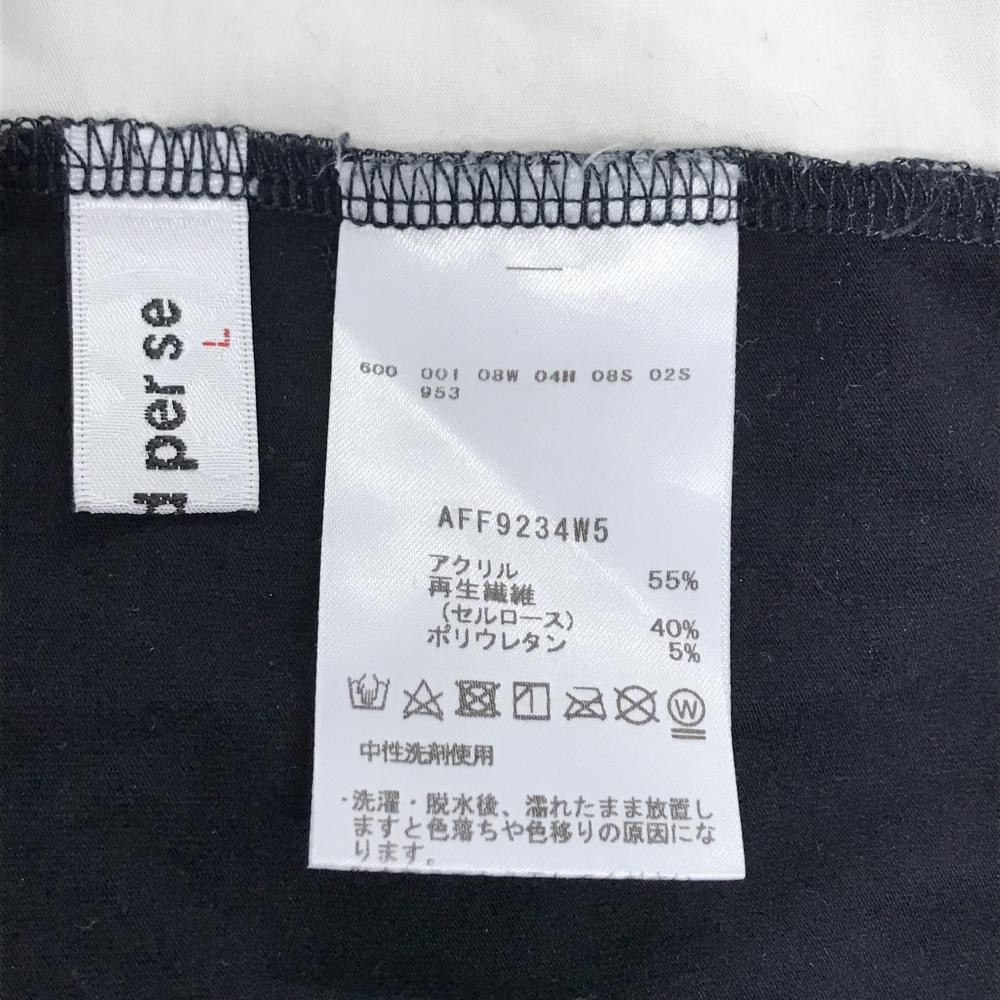 per se
L
600 001 08W 04H 08S 02S
953
AFF9234W5
アクリル 55%
再生繊維
(セルロース) 40%
ポリウレタン 5%
W
中性洗剤使用
・洗濯・脱水後、濡れたまま放置し
ますと色落ちや色移りの原因にな
ります。